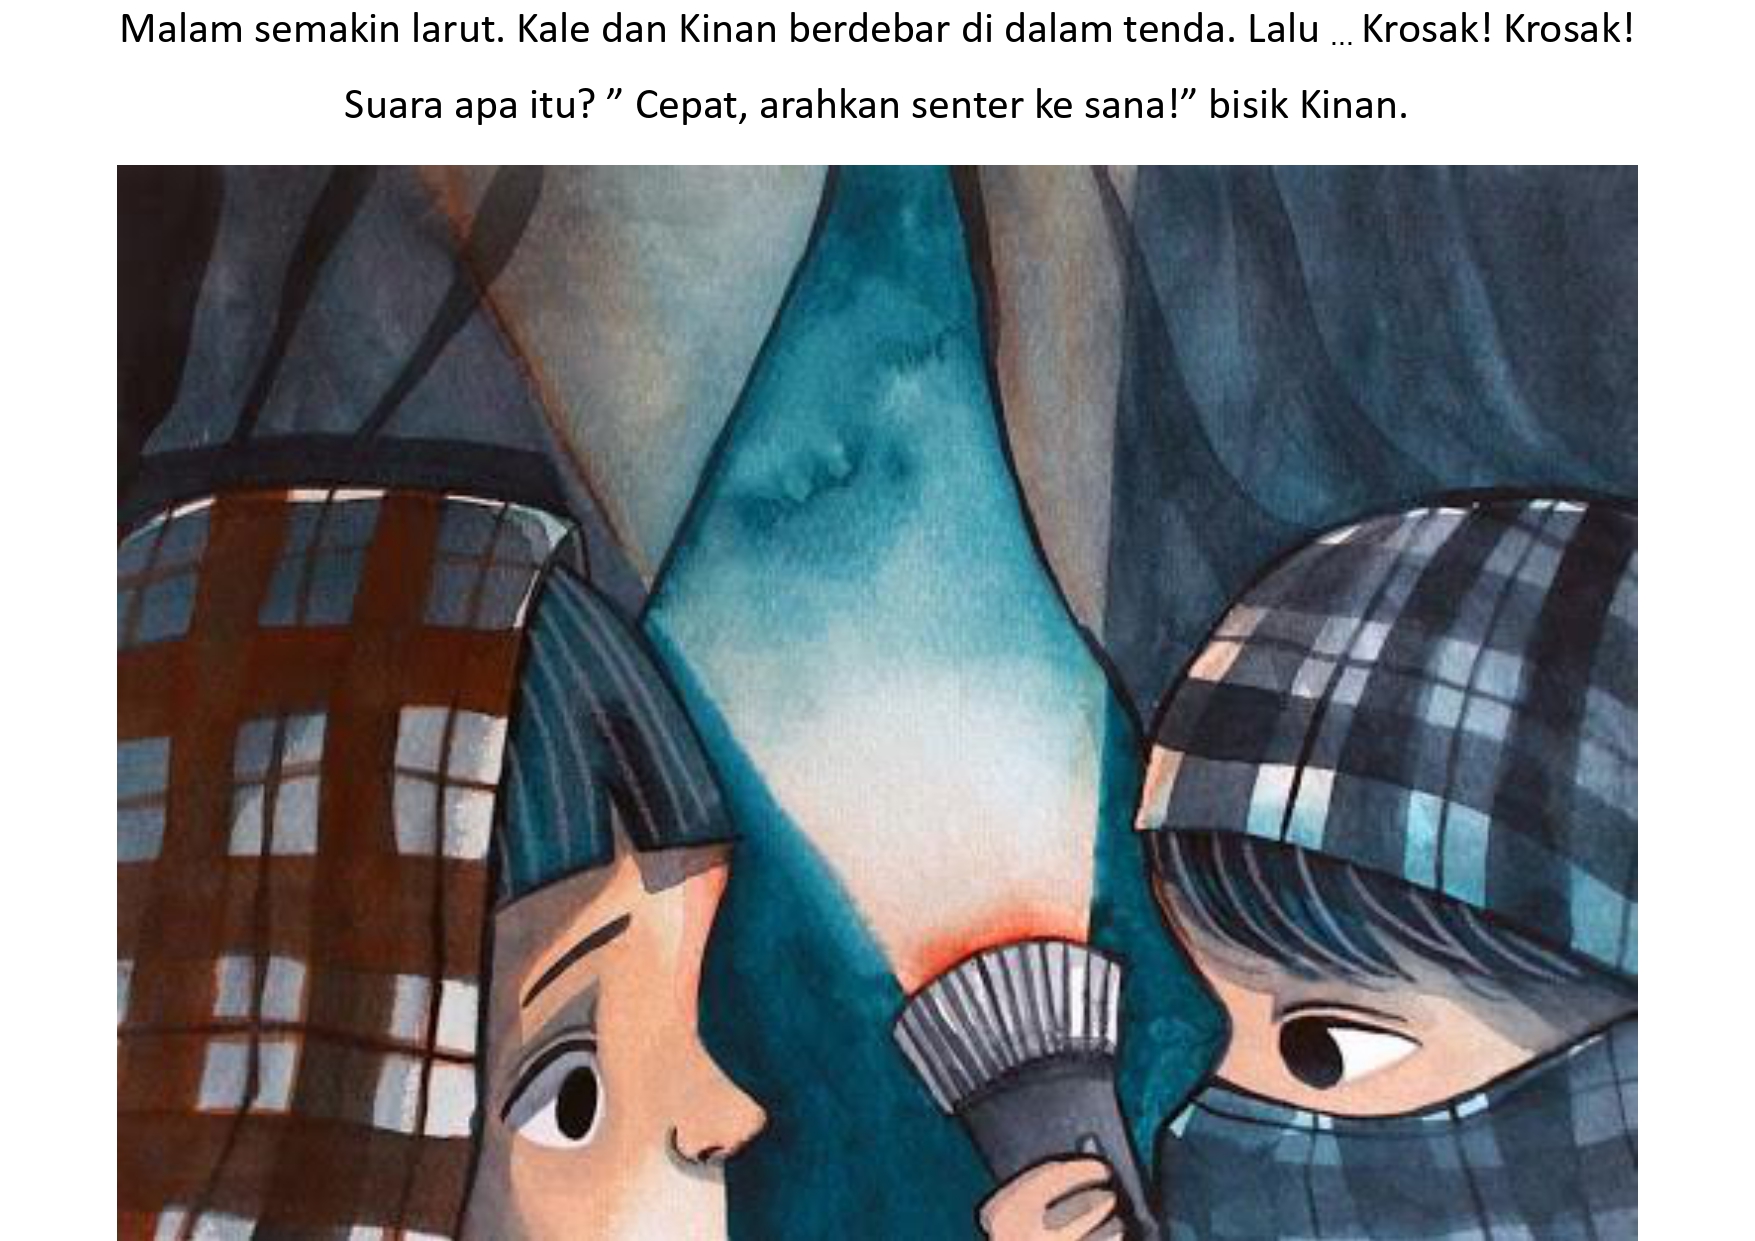 Malam semakin larut. Kale dan Kinan berdebar di dalam tenda. Lalu ... Krosak! Krosak!
Suara apa itu? ” Cepat, arahkan senter ke sana!” bisik Kinan.